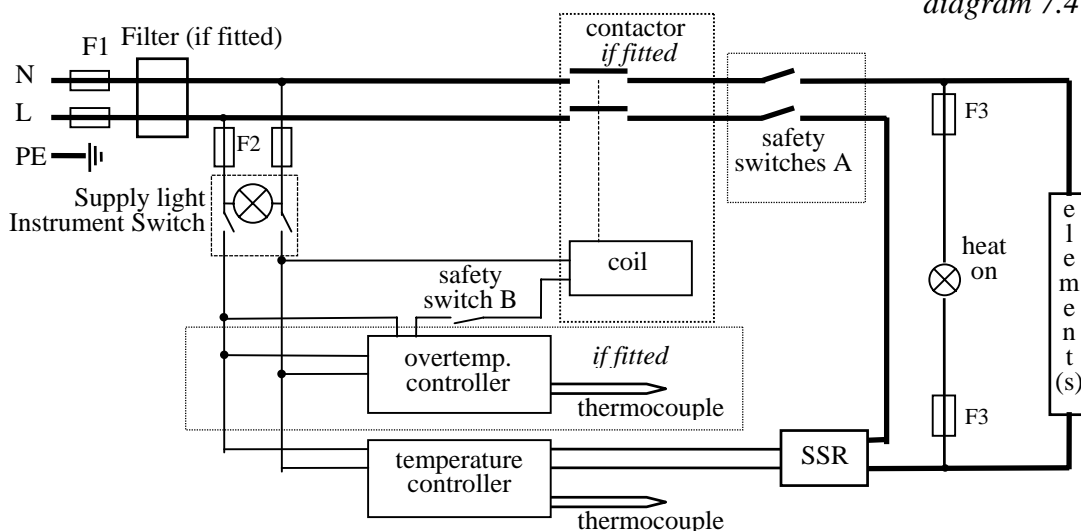 diagram 7.4
F1
Filter (if fitted)
contactor
if fitted
N
L
PE
F2
F3
safety
switches A
Supply light
Instrument Switch
coil
heat
on
element
(s)
safety
switch B
overtemp.
controller
if fitted
thermocouple
F3
temperature
controller
SSR
thermocouple